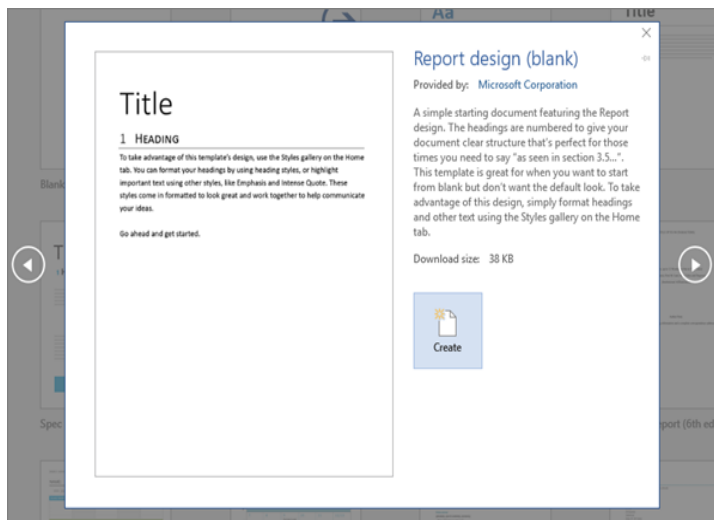 Aa
Title
Report design (blank)
Provided by: Microsoft Corporation
A simple starting document featuring the Report
design. The headings are numbered to give your
document clear structure that's perfect for those
times you need to say "as seen in section 3.5...".
This template is great for when you want to start
from blank but don't want the default look. To take
advantage of this design, simply format headings
and other text using the Styles gallery on the Home
tab.
Download size: 38 KB
Create
Title
1 HEADING
To take advantage of this template's design, use the Styles gallery on the Home
tab. You can format your headings by using heading styles, or highlight
important text using other styles, like Emphasis and Intense Quote. These
styles come in formatted to look great and work together to help communicate
your ideas.
Go ahead and get started.
Blank
Spec
port (6th ed